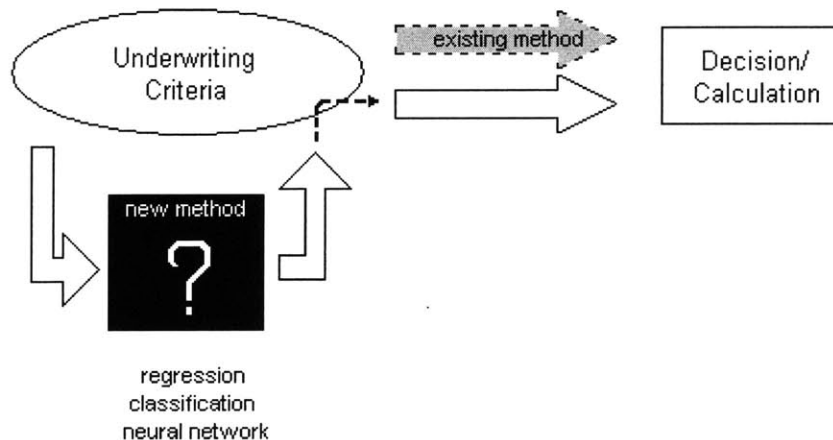 Underwriting
Criteria
existing method
Decision/
Calculation
new method
?
regression
classification
neural network